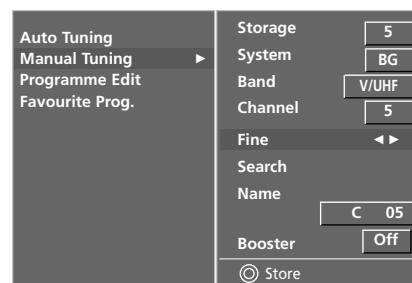 Auto Tuning
Manual Tuning ►
Programme Edit
Favourite Prog.
Storage 5
System BG
Band V/UHF
Channel 5
Fine ◄►
Search
Name
C 05
Booster Off
Store